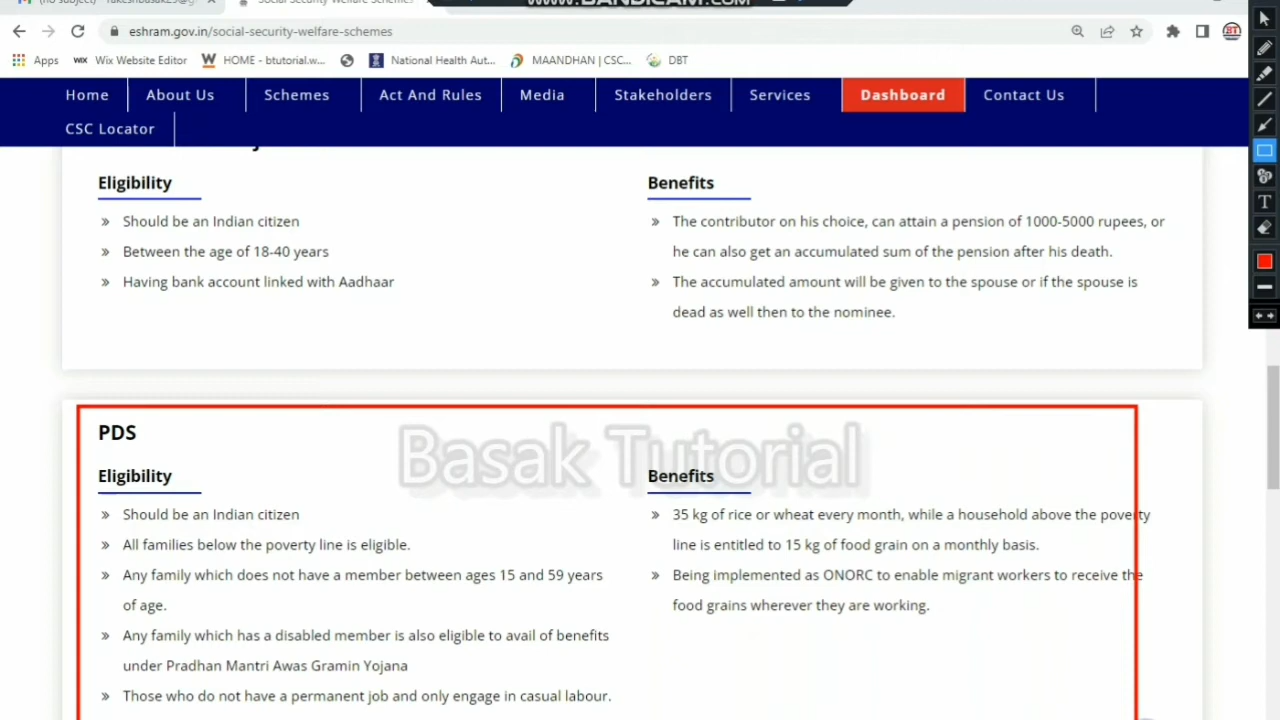 (no subject)
Social Security Welfare Schemes
WWW.BANDICAM.COM
eshram.gov.in/social-security-welfare-schemes
Apps WIX Wix Website Editor HOME - btutorial.w... National Health Aut... MAANDHAN | CSC... DBT
Home About Us Schemes Act And Rules Media Stakeholders Services Dashboard Contact Us
CSC Locator
Eligibility
» Should be an Indian citizen
» Between the age of 18-40 years
» Having bank account linked with Aadhaar
Benefits
» The contributor on his choice, can attain a pension of 1000-5000 rupees, or
he can also get an accumulated sum of the pension after his death.
» The accumulated amount will be given to the spouse or if the spouse is
dead as well then to the nominee.
PDS
Basak Tutorial
Eligibility
» Should be an Indian citizen
» All families below the poverty line is eligible.
» Any family which does not have a member between ages 15 and 59 years
of age.
» Any family which has a disabled member is also eligible to avail of benefits
under Pradhan Mantri Awas Gramin Yojana
» Those who do not have a permanent job and only engage in casual labour.
Benefits
» 35 kg of rice or wheat every month, while a household above the poverty
line is entitled to 15 kg of food grain on a monthly basis.
» Being implemented as ONORC to enable migrant workers to receive the
food grains wherever they are working.